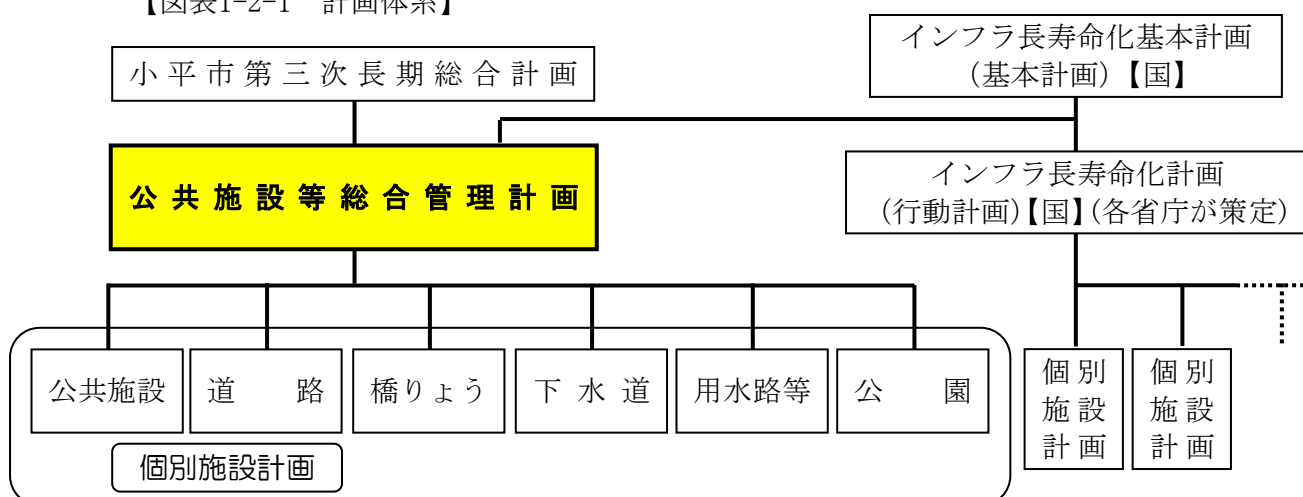 【図表1-2-1 計画体系】
小平市第三次長期総合計画
インフラ長寿命化基本計画
(基本計画)【国】
公共施設等総合管理計画
インフラ長寿命化計画
(行動計画)【国】(各省庁が策定)
公共施設
道路
橋りょう
下水道
用水路等
公園
個別施設計画
個別
施設
計画
個別
施設
計画